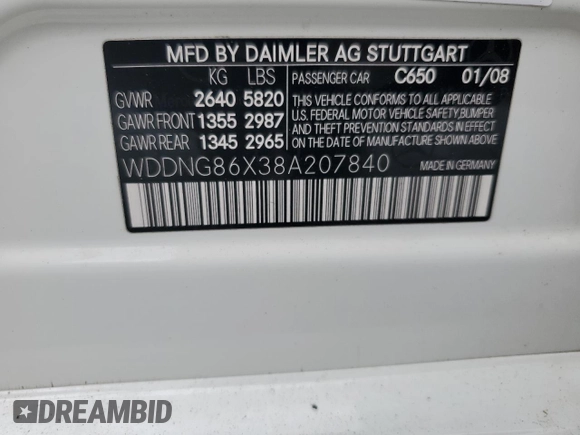 MFD BY DAIMLER AG STUTTGART
KG LBS PASSENGER CAR C650 01/08
GVWR 2640 5820
GAWR FRONT 1355 2987
GAWR REAR 1345 2965
THIS VEHICLE CONFORMS TO ALL APPLICABLE
U.S. FEDERAL MOTOR VEHICLE SAFETY,BUMPER
AND THEFT PREVENTION STANDARDS IN EFFECT
ON THE DATE OF MANUFACTURE SHOWN ABOVE.
WDDNG86X38A207840 MADE IN GERMANY
DREAMBID